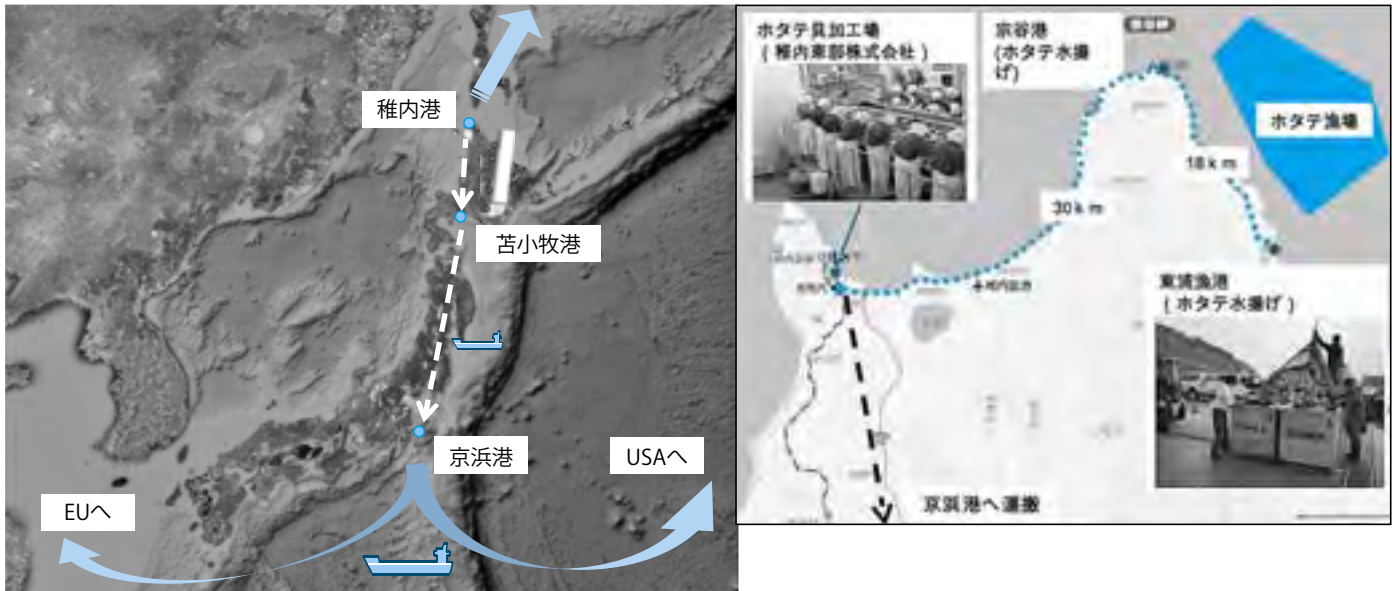 稚内港
苫小牧港
京浜港
USAへ
EUへ
ホタテ貝加工場
(稚内東部株式会社)
宗谷港
(ホタテ水揚
げ)
ホタテ漁場
18km
30km
東浦漁港
(ホタテ水揚げ)
京浜港へ運搬